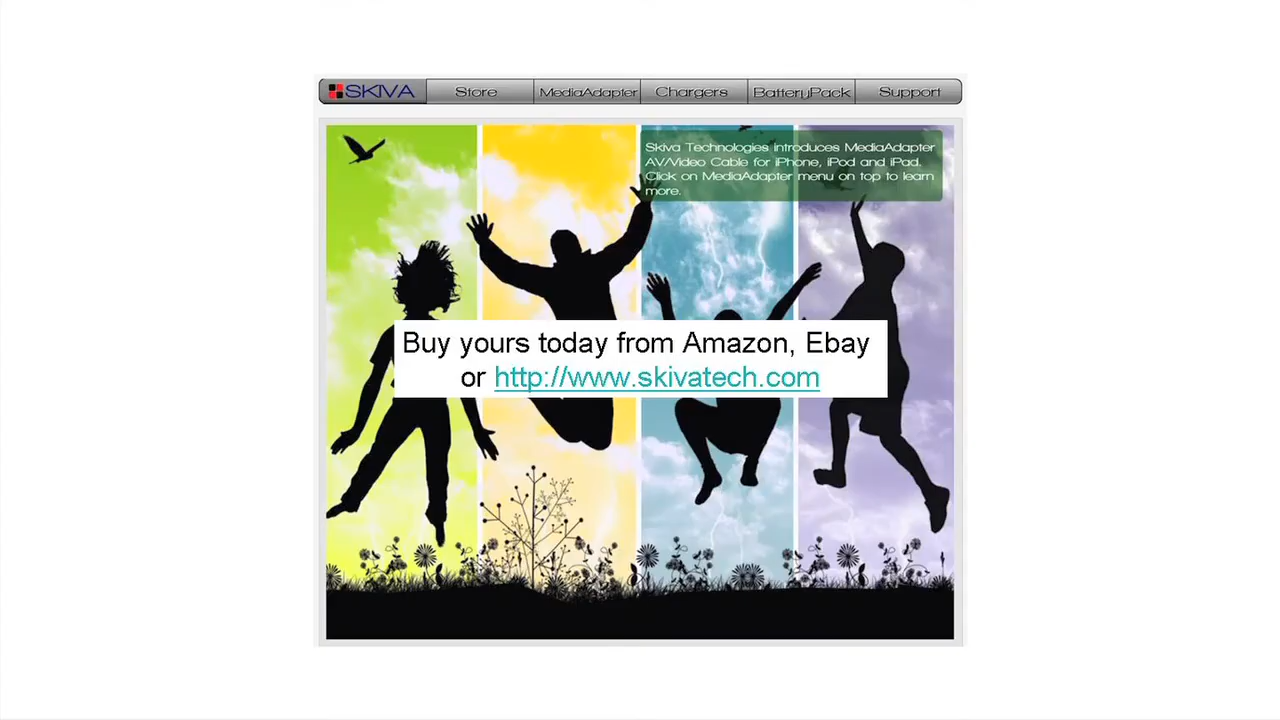 SKIVA
Store
MediaAdapter
Chargers
BatteryPack
Support
Skiva Technologies introduces MediaAdapter
AV/Video Cable for iPhone, iPod and iPad.
Click on MediaAdapter menu on top to learn
more.
Buy yours today from Amazon, Ebay
or http://www.skivatech.com